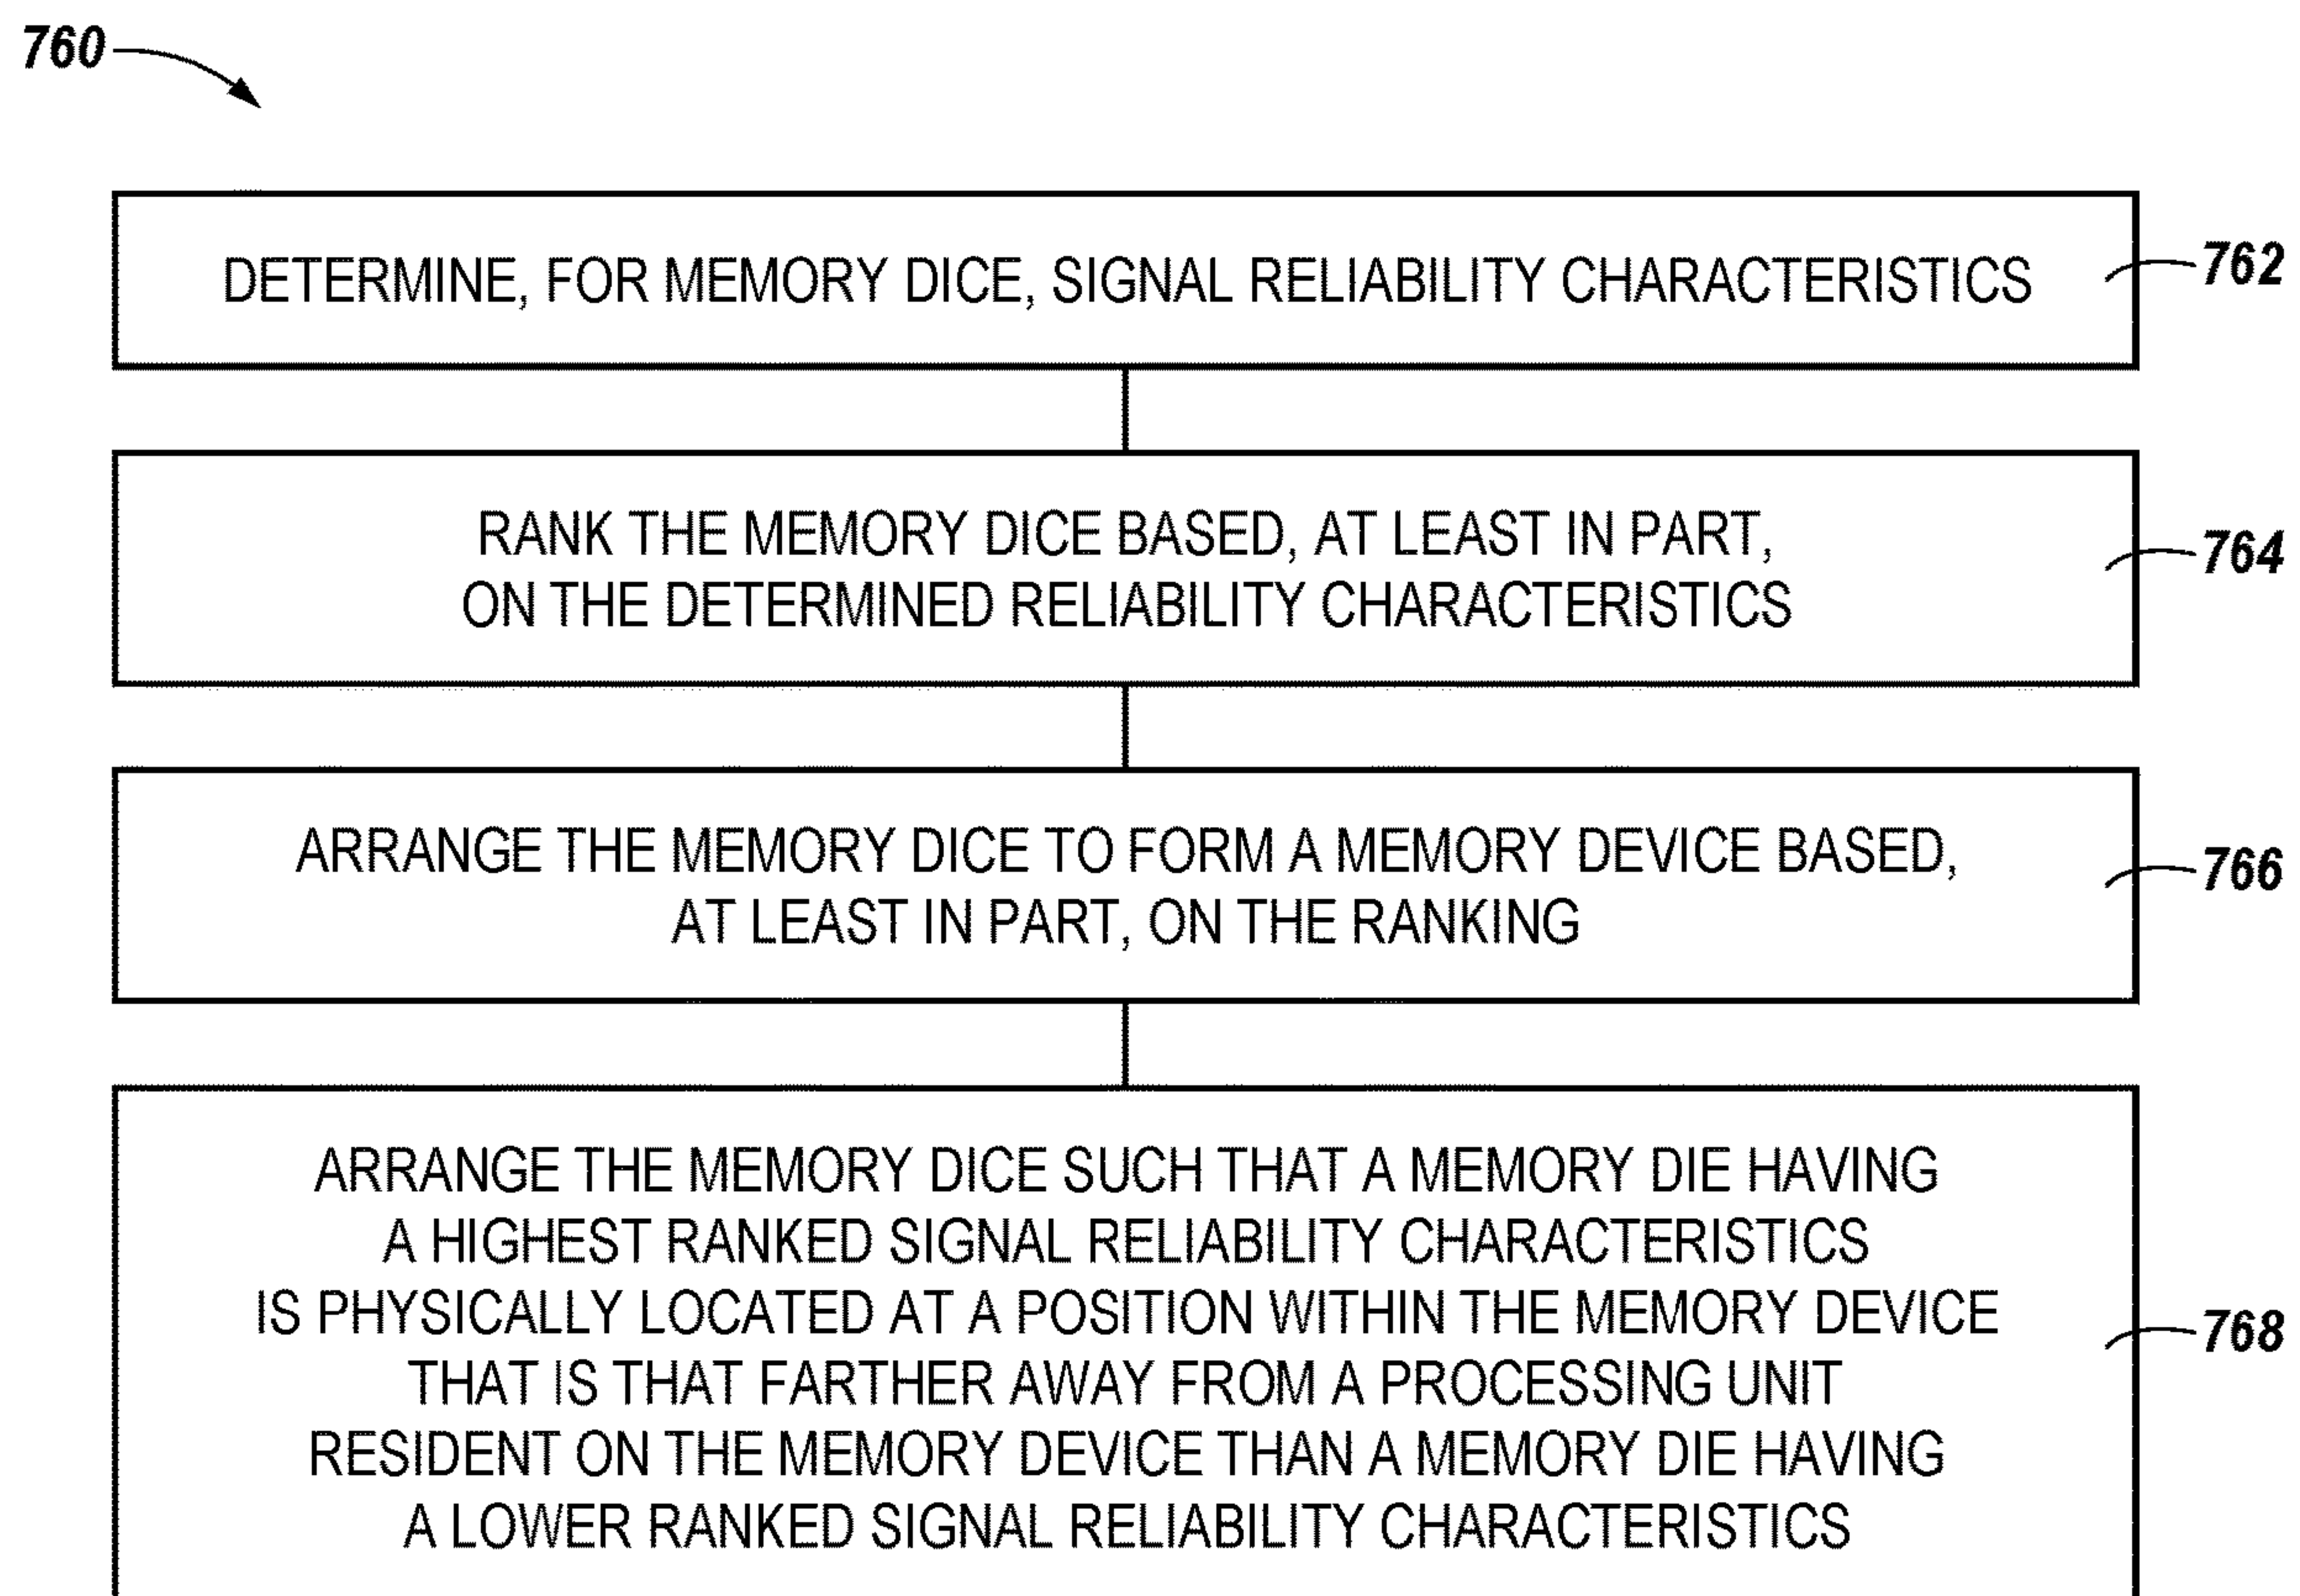 760
DETERMINE, FOR MEMORY DICE, SIGNAL RELIABILITY CHARACTERISTICS
762
RANK THE MEMORY DICE BASED, AT LEAST IN PART,
ON THE DETERMINED RELIABILITY CHARACTERISTICS
764
ARRANGE THE MEMORY DICE TO FORM A MEMORY DEVICE BASED,
AT LEAST IN PART, ON THE RANKING
766
ARRANGE THE MEMORY DICE SUCH THAT A MEMORY DIE HAVING
A HIGHEST RANKED SIGNAL RELIABILITY CHARACTERISTICS
IS PHYSICALLY LOCATED AT A POSITION WITHIN THE MEMORY DEVICE
THAT IS THAT FARTHER AWAY FROM A PROCESSING UNIT
RESIDENT ON THE MEMORY DEVICE THAN A MEMORY DIE HAVING
A LOWER RANKED SIGNAL RELIABILITY CHARACTERISTICS
768